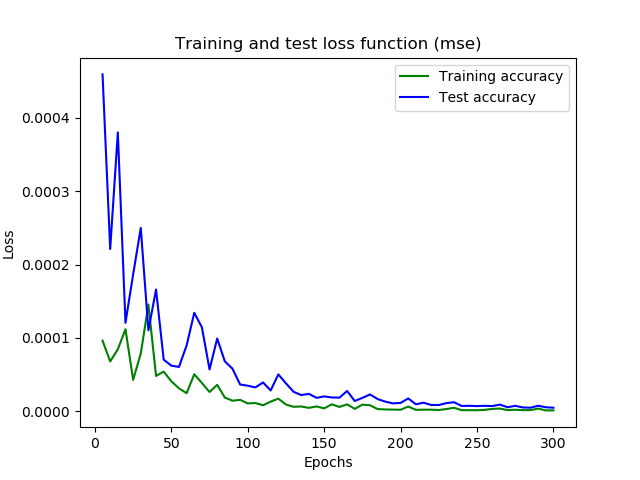 Training and test loss function (mse)
Training accuracy
Test accuracy
0.0004
0.0003
0.0002
0.0001
0.0000
Loss
0 50 100 150 200 250 300
Epochs